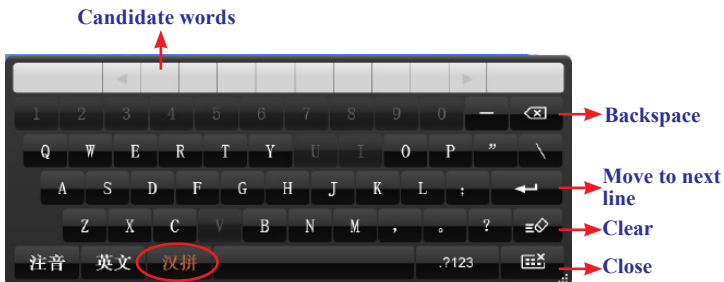 Candidate words
1 2 3 4 5 6 7 8 9 0 —
Backspace
Q W E R T Y U I O P ” \
A S D F G H J K L ;
Move to next
line
Z X C V B N M , 。 ?
Clear
注音 英文 汉拼 .?123
Close